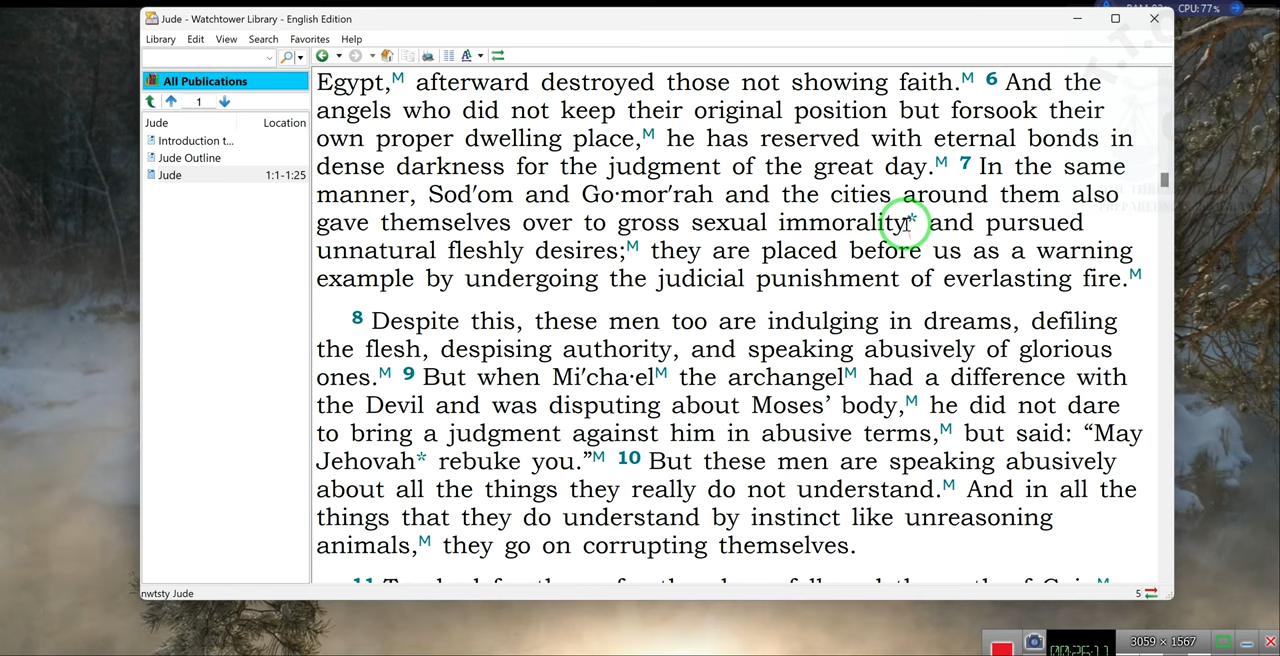 CPU: 77%
Jude - Watchtower Library - English Edition
Library Edit View Search Favorites Help
All Publications
1
Jude Location
Introduction t...
Jude Outline
Jude 1:1-1:25
Egypt,M afterward destroyed those not showing faith.M 6 And the
angels who did not keep their original position but forsook their
own proper dwelling place,M he has reserved with eternal bonds in
dense darkness for the judgment of the great day.M 7 In the same
manner, Sodʹom and Go·morʹrah and the cities around them also
gave themselves over to gross sexual immorality* and pursued
unnatural fleshly desires;M they are placed before us as a warning
example by undergoing the judicial punishment of everlasting fire.M
8 Despite this, these men too are indulging in dreams, defiling
the flesh, despising authority, and speaking abusively of glorious
ones.M 9 But when Miʹcha·elM the archangelM had a difference with
the Devil and was disputing about Moses’ body,M he did not dare
to bring a judgment against him in abusive terms,M but said: “May
Jehovah* rebuke you.”M 10 But these men are speaking abusively
about all the things they really do not understand.M And in all the
things that they do understand by instinct like unreasoning
animals,M they go on corrupting themselves.
nwtsty Jude
5
3059 × 1567